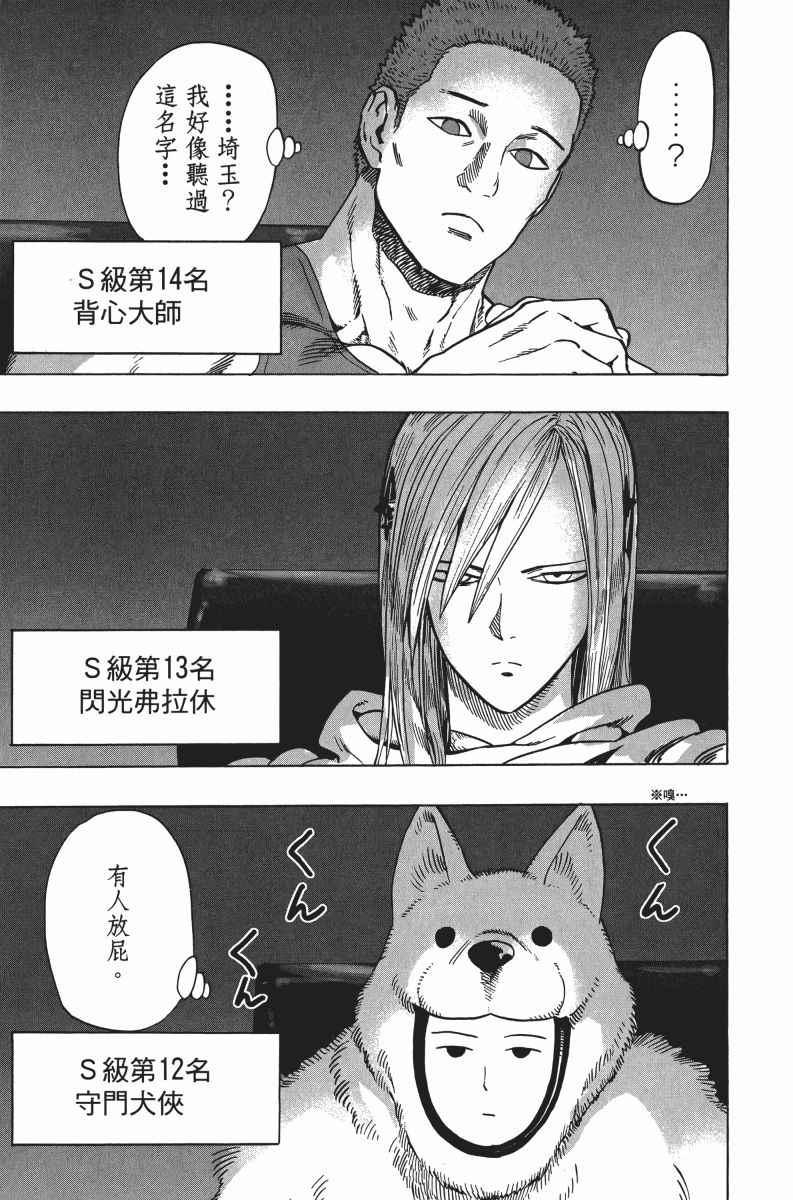 ……？
……埼玉？
我好像聽過
這名字…
Ｓ級第14名
背心大師
Ｓ級第13名
閃光弗拉休
※嗅…
くん
くん
くん
有人放屁。
Ｓ級第12名
守門犬俠